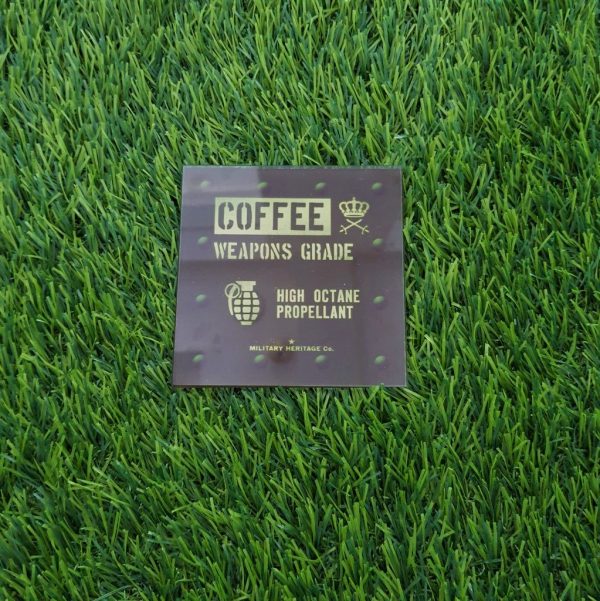 COFFEE
WEAPONS GRADE
HIGH OCTANE
PROPELLANT
MILITARY HERITAGE Co.